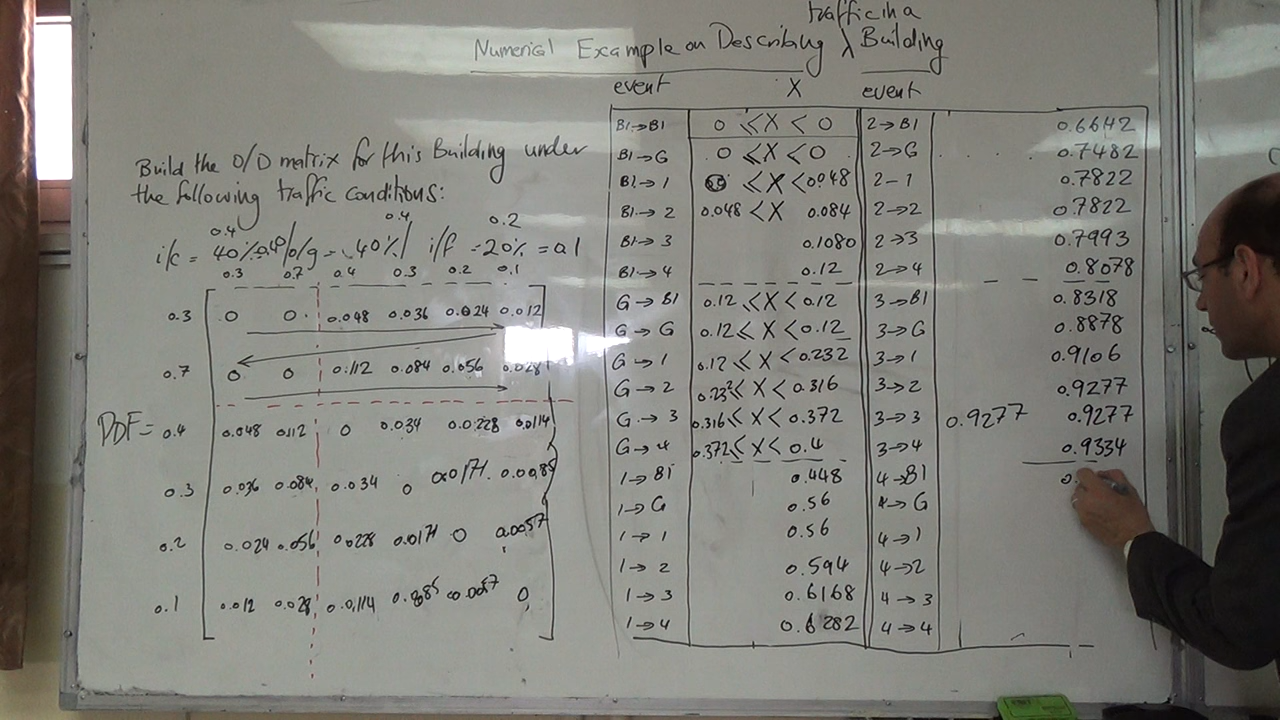 traffic in a
Numerical Example on Describing λ Building
event X event
Build the O/D matrix for this Building under
the following traffic conditions:
0.4 0.4 0.2
i/c = 40% o/g = 40% i/f = 20% = 0.1
0.3 0.7 0.4 0.3 0.2 0.1
0.3 0 0 0.048 0.036 0.024 0.012
0.7 0 0 0.112 0.084 0.056 0.028
PDF = 0.4 0.048 0.112 0 0.034 0.0228 0.0114
0.3 0.036 0.084 0.034 0 0.0171 0.0085
0.2 0.024 0.056 0.0228 0.0171 0 0.0057
0.1 0.012 0.028 0.0114 0.0085 0.0057 0
B1→B1 0 ≤ X < 0 2→B1 0.6642
B1→G 0 ≤ X < 0 2→G . . . . 0.7482
B1→1 0.0 ≤ X < 0.048 2-1 0.7822
B1→2 0.048 < X 0.084 2→2 0.7822
B1→3 0.1080 2→3 0.7993
B1→4 0.12 2→4 0.8078
G→B1 0.12 ≤ X < 0.12 3→B1 0.8318
G→G 0.12 ≤ X < 0.12 3→G 0.8878
G→1 0.12 ≤ X < 0.232 3→1 0.9106
G→2 0.232 ≤ X < 0.316 3→2 0.9277
G→3 0.316 ≤ X < 0.372 3→3 0.9277 0.9277
G→4 0.372 ≤ X < 0.4 3→4 0.9334
1→B1 0.448 4→B1 0.
1→G 0.56 4→G
1→1 0.56 4→1
1→2 0.594 4→2
1→3 0.6168 4→3
1→4 0.6282 4→4